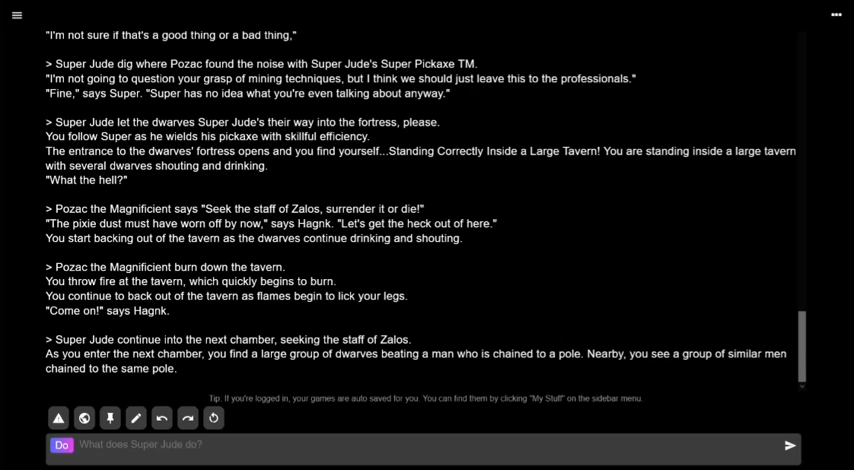 "I'm not sure if that's a good thing or a bad thing,"
> Super Jude dig where Pozac found the noise with Super Jude's Super Pickaxe TM.
"I'm not going to question your grasp of mining techniques, but I think we should just leave this to the professionals."
"Fine," says Super. "Super has no idea what you're even talking about anyway."
> Super Jude let the dwarves Super Jude's their way into the fortress, please.
You follow Super as he wields his pickaxe with skillful efficiency.
The entrance to the dwarves' fortress opens and you find yourself...Standing Correctly Inside a Large Tavern! You are standing inside a large tavern
with several dwarves shouting and drinking.
"What the hell?"
> Pozac the Magnificient says "Seek the staff of Zalos, surrender it or die!"
"The pixie dust must have worn off by now," says Hagnk. "Let's get the heck out of here."
You start backing out of the tavern as the dwarves continue drinking and shouting.
> Pozac the Magnificient burn down the tavern.
You throw fire at the tavern, which quickly begins to burn.
You continue to back out of the tavern as flames begin to lick your legs.
"Come on!" says Hagnk.
> Super Jude continue into the next chamber, seeking the staff of Zalos.
As you enter the next chamber, you find a large group of dwarves beating a man who is chained to a pole. Nearby, you see a group of similar men
chained to the same pole.
Tip. If you're logged in, your games are auto saved for you. You can find them by clicking "My Stuff" on the sidebar menu.
Do What does Super Jude do?